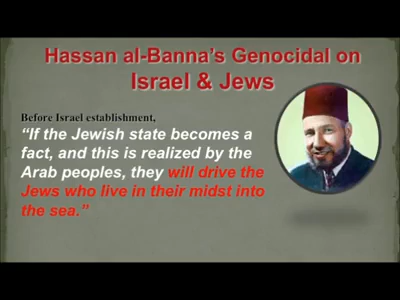 Hassan al-Banna's Genocidal on
Israel & Jews
Before Israel establishment,
“If the Jewish state becomes a
fact, and this is realized by the
Arab peoples, they will drive the
Jews who live in their midst into
the sea.”